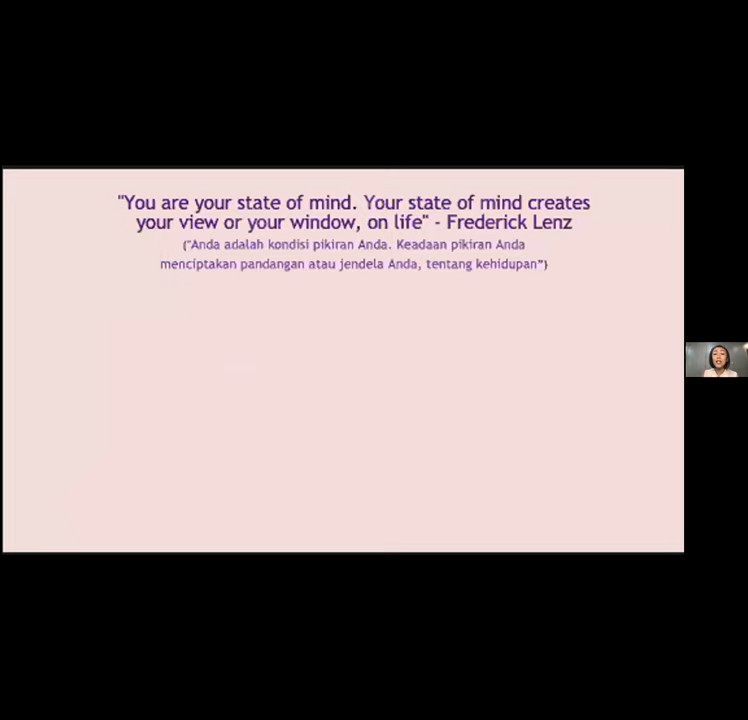 "You are your state of mind. Your state of mind creates
your view or your window, on life" - Frederick Lenz
("Anda adalah kondisi pikiran Anda. Keadaan pikiran Anda
menciptakan pandangan atau jendela Anda, tentang kehidupan")